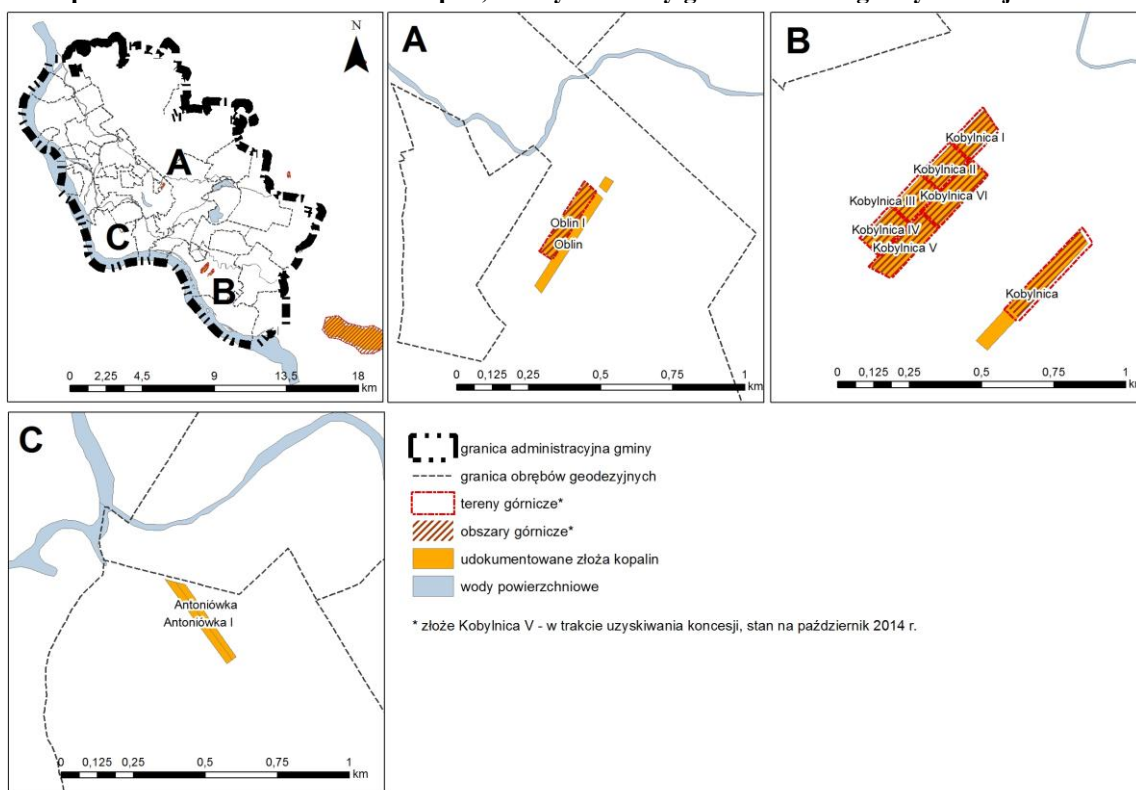 N
A
C
B
0 2,25 4,5 9 13,5 18
km
A
Oblin I
Oblin
0 0,125 0,25 0,5 0,75 1
km
B
Kobylnica I
Kobylnica II
Kobylnica VI
Kobylnica III
Kobylnica IV
Kobylnica V
Kobylnica
0 0,125 0,25 0,5 0,75 1
km
C
Antoniówka
Antoniówka I
0 0,125 0,25 0,5 0,75 1
km
granica administracyjna gminy
granica obrębów geodezyjnych
tereny górnicze*
obszary górnicze*
udokumentowane złoża kopalin
wody powierzchniowe
* złoże Kobylnica V - w trakcie uzyskiwania koncesji, stan na październik 2014 r.